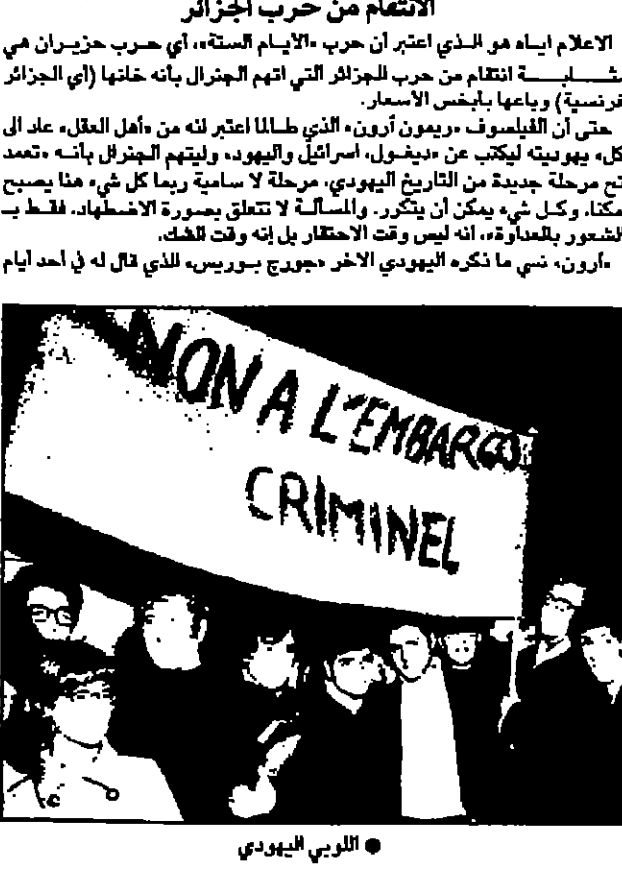 الانتقام من حرب الجزائر
الاعلام اياه هو الذي اعتبر أن حرب «الأيام الستة»، أي حرب حزيران هي
بمثابة انتقام من حرب الجزائر التي اتهم الجنرال بأنه خانها (أي الجزائر
فرنسية) وباعها بأبخس الأسعار.
حتى أن الفيلسوف «ريمون أرون» الذي طالما اعتبر انه من «أهل العقل» عاد الى
كل» يهوديته ليكتب عن «ديغول، اسرائيل واليهود» وليتهم الجنرال بأنه «تعمد
تح مرحلة جديدة من التاريخ اليهودي، مرحلة لا سامية ربما كل شيء هنا يصبح
مكنا. وكل شيء يمكن أن يتكرر. والمسألة لا تتعلق بصورة الاضطهاد. فقط بـ
لشعور بالعداوة»، انه ليس وقت الاحتقار بل إنه وقت الشك.
«أرون» نسي ما ذكره اليهودي الاخر «جورج بوريس» الذي قال له في أحد أيام
NON A L'EMBARGO
CRIMINEL
● اللوبي اليهودي